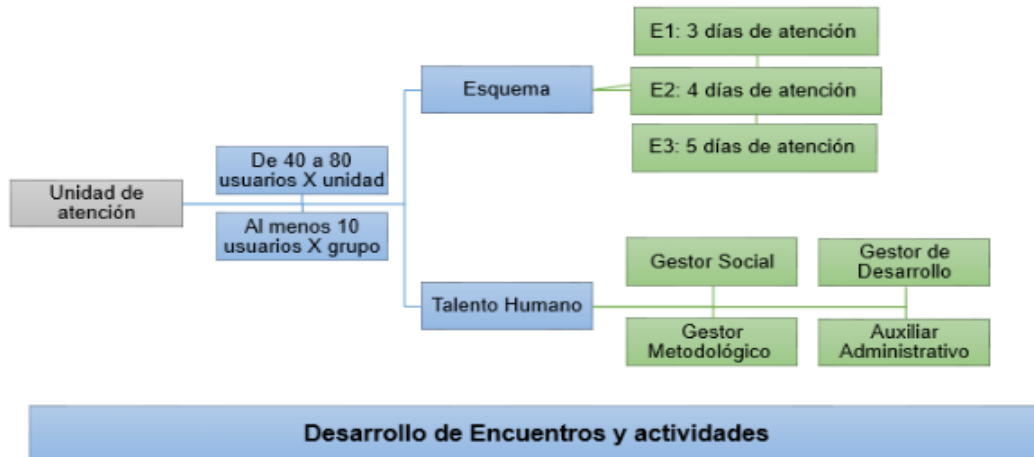 Unidad de
atención
De 40 a 80
usuarios X unidad
Al menos 10
usuarios X grupo
Esquema
E1: 3 días de atención
E2: 4 días de atención
E3: 5 días de atención
Talento Humano
Gestor Social
Gestor de
Desarrollo
Gestor
Metodológico
Auxiliar
Administrativo
Desarrollo de Encuentros y actividades